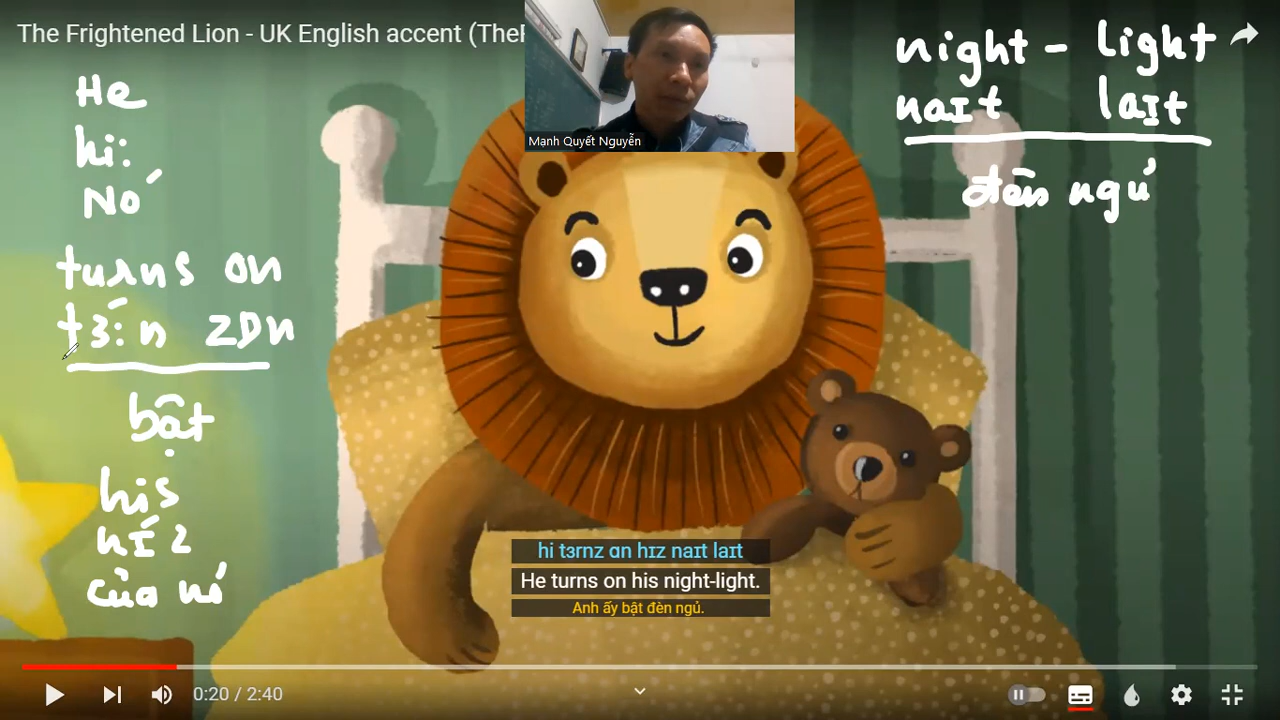 The Frightened Lion - UK English accent (TheF
Mạnh Quyết Nguyễn
He
hi:
Nó
turns on
tɜ́:n zɒn
bật
his
hɪ́z
của nó
night - light
naɪt laɪt
đèn ngủ
hi tɜrnz ɑn hɪz naɪt laɪt
He turns on his night-light.
Anh ấy bật đèn ngủ.
0:20 / 2:40